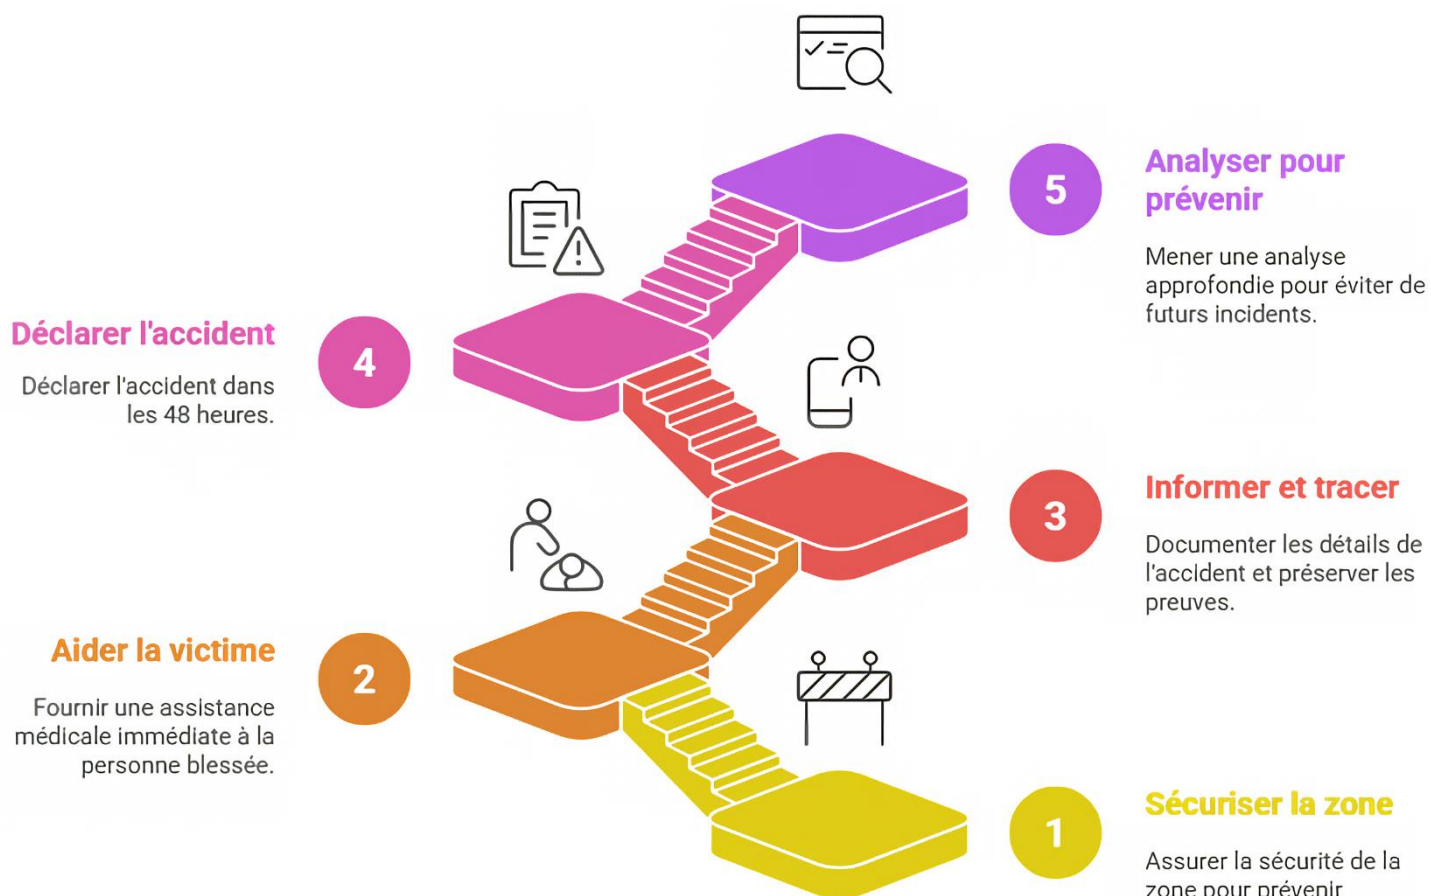 5
Analyser pour
prévenir
Mener une analyse
approfondie pour éviter de
futurs incidents.
Déclarer l'accident
4
Déclarer l'accident dans
les 48 heures.
3
Informer et tracer
Documenter les détails de
l'accident et préserver les
preuves.
Aider la victime
2
Fournir une assistance
médicale immédiate à la
personne blessée.
1
Sécuriser la zone
Assurer la sécurité de la
zone pour prévenir